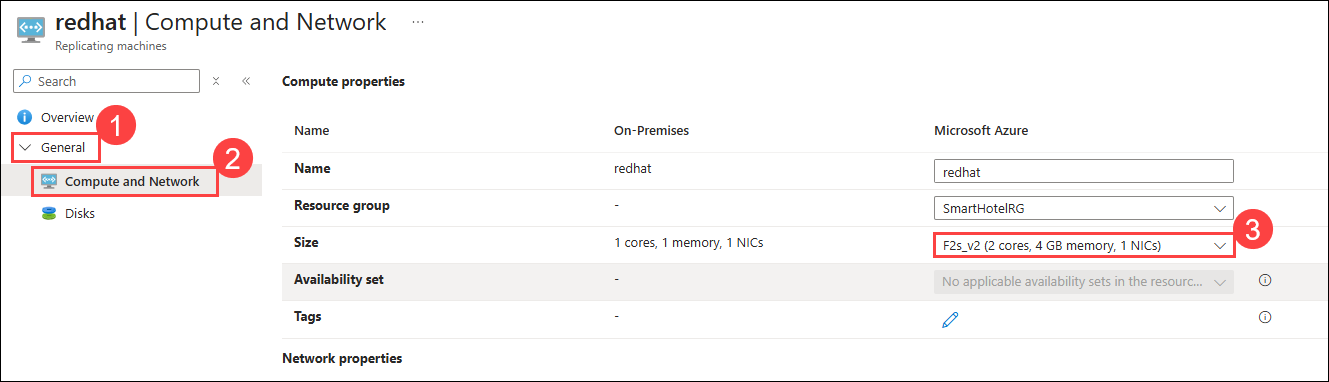 redhat | Compute and Network ...
Replicating machines
Search
Overview
1
General
2
Compute and Network
Disks
Compute properties
Name On-Premises Microsoft Azure
Name redhat redhat
Resource group - SmartHotelRG
3
Size 1 cores, 1 memory, 1 NICs F2s_v2 (2 cores, 4 GB memory, 1 NICs)
Availability set - No applicable availability sets in the resourc...
Tags -
Network properties